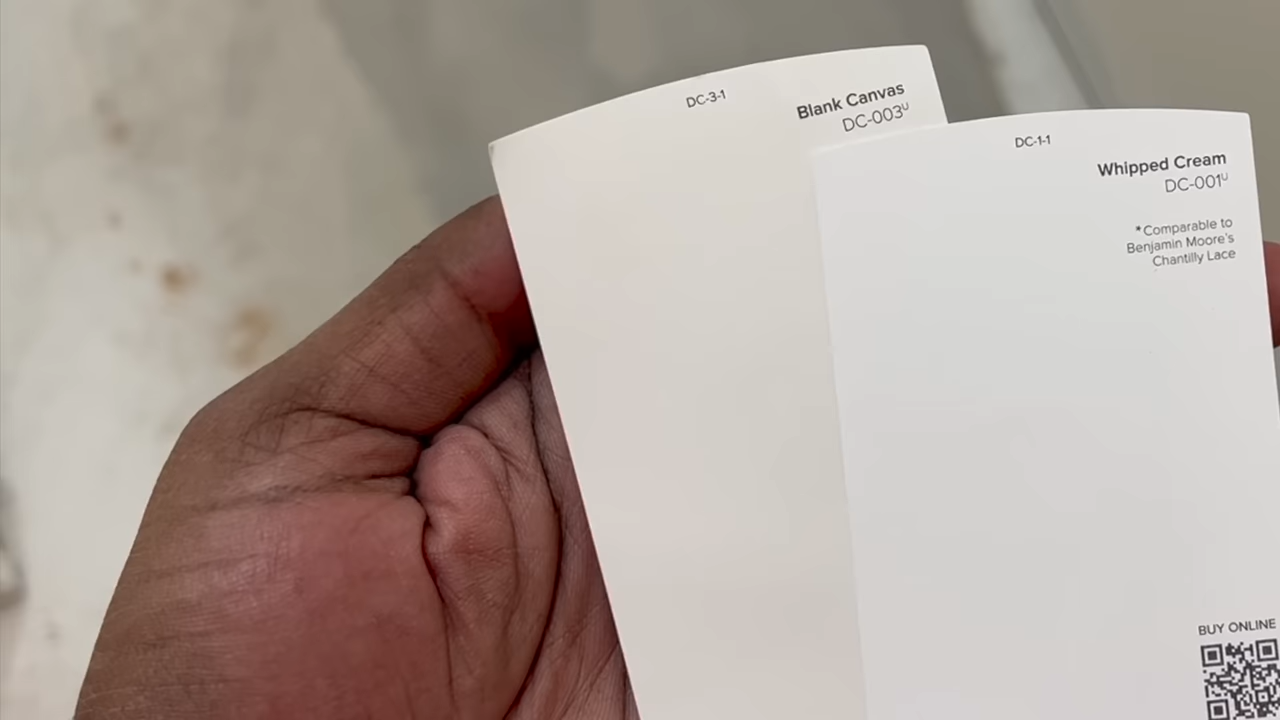 DC-3-1
Blank Canvas
DC-003ᵁ
DC-1-1
Whipped Cream
DC-001ᵁ
*Comparable to
Benjamin Moore's
Chantilly Lace
BUY ONLINE